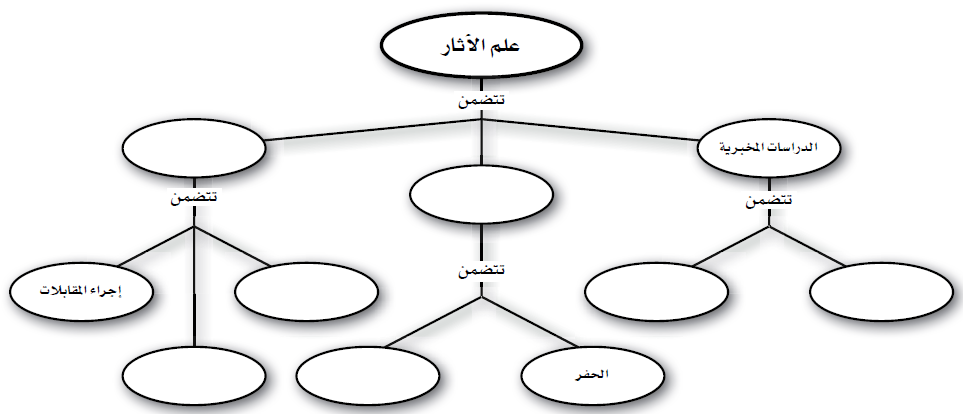 علم الآثار
تتضمن
الدراسات المخبرية
تتضمن
تتضمن
تتضمن
إجراء المقابلات
الحفر